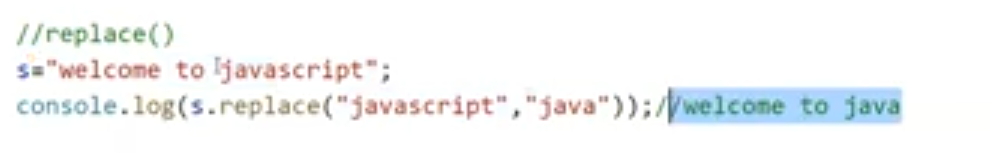 //replace()
s="welcome to javascript";
console.log(s.replace("javascript","java"));//welcome to java